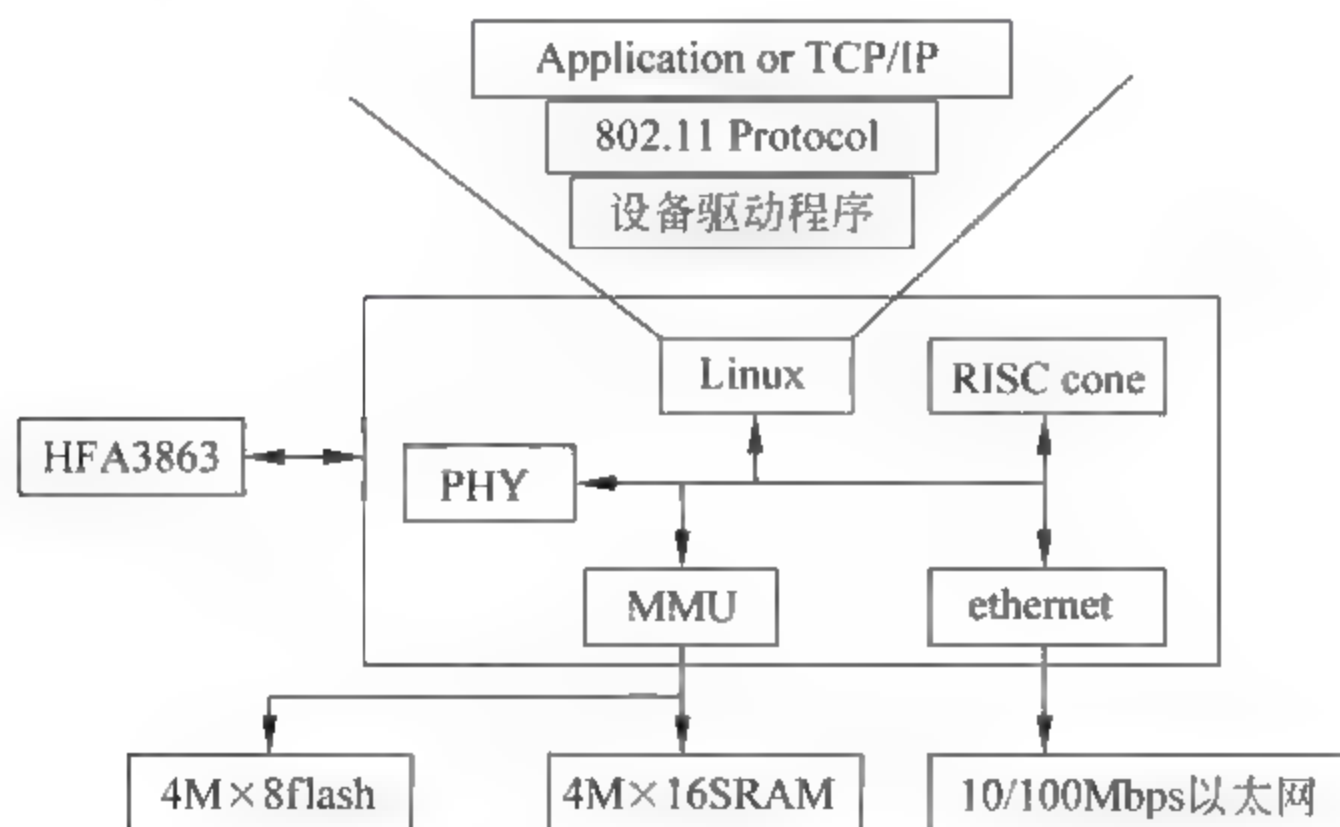 Application or TCP/IP
802.11 Protocol
设备驱动程序
Linux
RISC cone
HFA3863
PHY
MMU
ethernet
4M×8flash
4M×16SRAM
10/100Mbps以太网